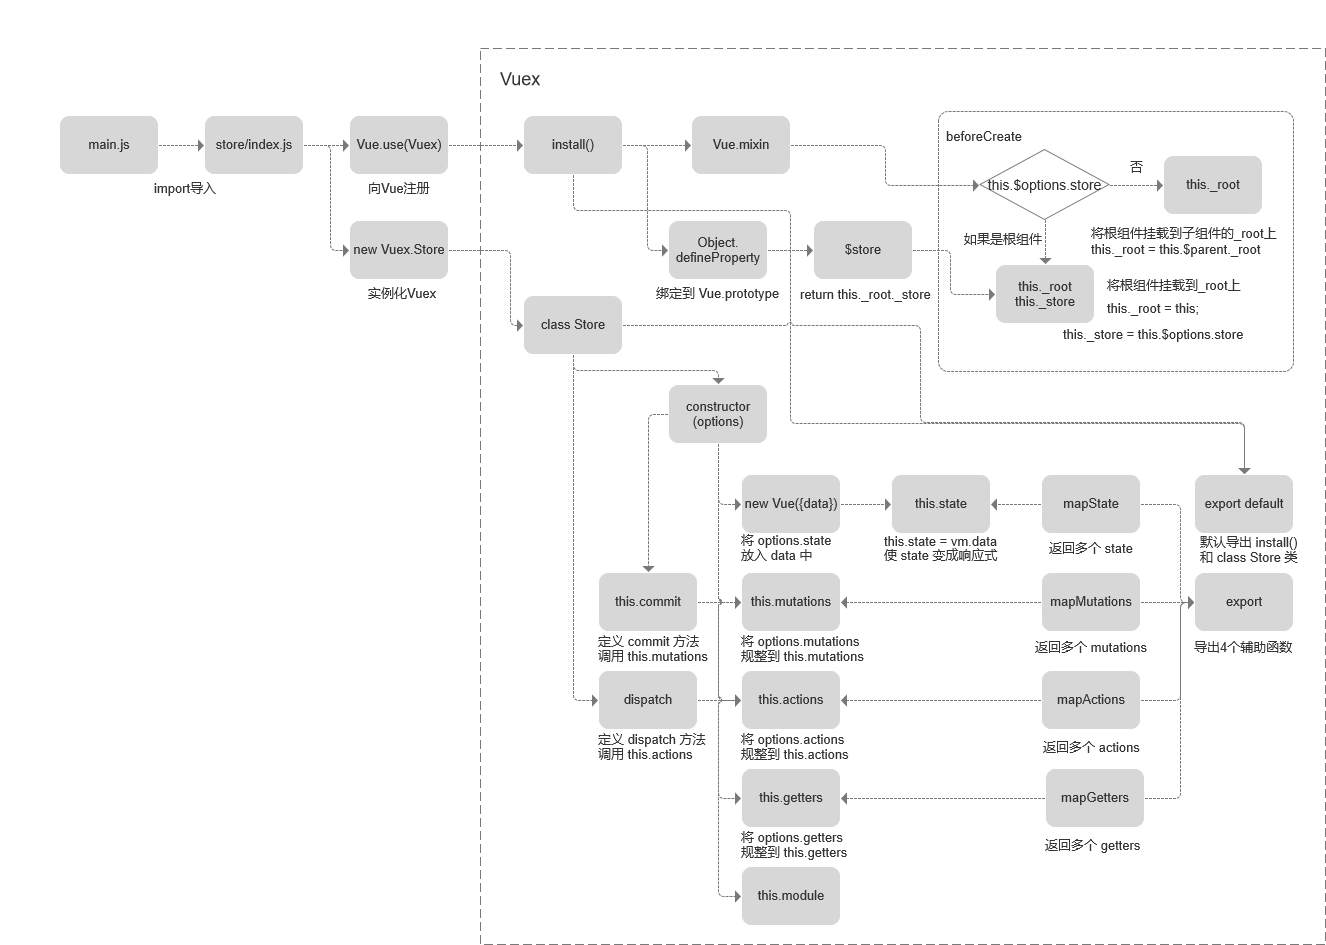 Vuex
main.js
store/index.js
import导入
Vue.use(Vuex)
向Vue注册
new Vuex.Store
实例化Vuex
install()
Vue.mixin
beforeCreate
this.$options.store
否
this._root
将根组件挂载到子组件的_root上
this._root = this.$parent._root
如果是根组件
this._root
this._store
将根组件挂载到_root上
this._root = this;
this._store = this.$options.store
Object.
defineProperty
绑定到 Vue.prototype
$store
return this._root._store
class Store
constructor
(options)
new Vue({data})
将 options.state
放入 data 中
this.state
this.state = vm.data
使 state 变成响应式
mapState
返回多个 state
export default
默认导出 install()
和 class Store 类
this.commit
定义 commit 方法
调用 this.mutations
this.mutations
将 options.mutations
规整到 this.mutations
mapMutations
返回多个 mutations
export
导出4个辅助函数
dispatch
定义 dispatch 方法
调用 this.actions
this.actions
将 options.actions
规整到 this.actions
mapActions
返回多个 actions
this.getters
将 options.getters
规整到 this.getters
mapGetters
返回多个 getters
this.module